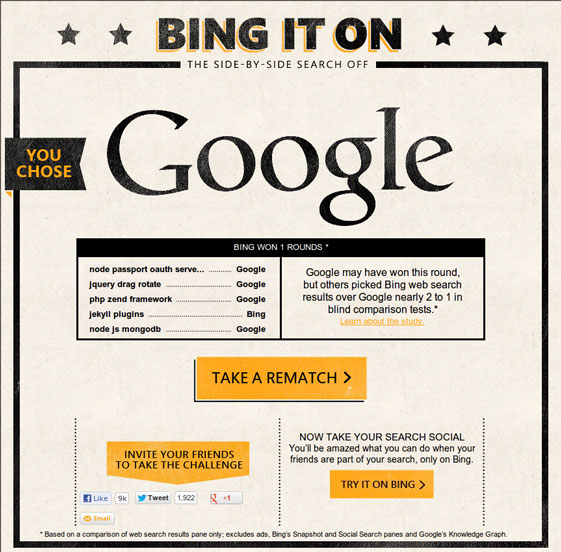 BING IT ON
THE SIDE-BY-SIDE SEARCH OFF
YOU
CHOSE
Google
BING WON 1 ROUNDS *
node passport oauth serve... ........... Google
jquery drag rotate ........................... Google
php zend framework ..................... Google
jekyll plugins ..................................... Bing
node js mongodb ........................... Google
Google may have won this round,
but others picked Bing web search
results over Google nearly 2 to 1 in
blind comparison tests.*
Learn about the study.
TAKE A REMATCH >
INVITE YOUR FRIENDS
TO TAKE THE CHALLENGE
Like 9k Tweet 1,922 +1
Email
NOW TAKE YOUR SEARCH SOCIAL
You'll be amazed what you can do when your
friends are part of your search, only on Bing.
TRY IT ON BING >
* Based on a comparison of web search results pane only; excludes ads, Bing's Snapshot and Social Search panes and Google's Knowledge Graph.